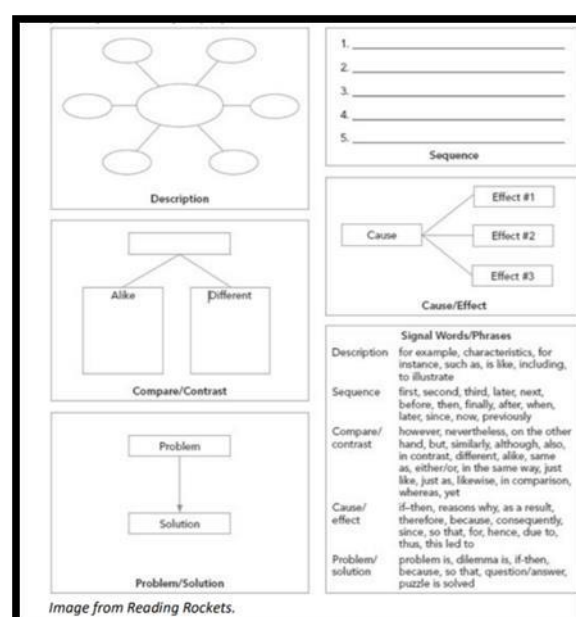 Description
1.
2.
3.
4.
5.
Sequence
Alike
Different
Compare/Contrast
Cause
Effect #1
Effect #2
Effect #3
Cause/Effect
Problem
Solution
Problem/Solution
Signal Words/Phrases
Description for example, characteristics, for
instance, such as, is like, including,
to illustrate
Sequence first, second, third, later, next,
before, then, finally, after, when,
later, since, now, previously
Compare/ however, nevertheless, on the other
contrast hand, but, similarly, although, also,
in contrast, different, alike, same
as, either/or, in the same way, just
like, just as, likewise, in comparison,
whereas, yet
Cause/ if–then, reasons why, as a result,
effect therefore, because, consequently,
since, so that, for, hence, due to,
thus, this led to
Problem/ problem is, dilemma is, if-then,
solution because, so that, question/answer,
puzzle is solved
Image from Reading Rockets.